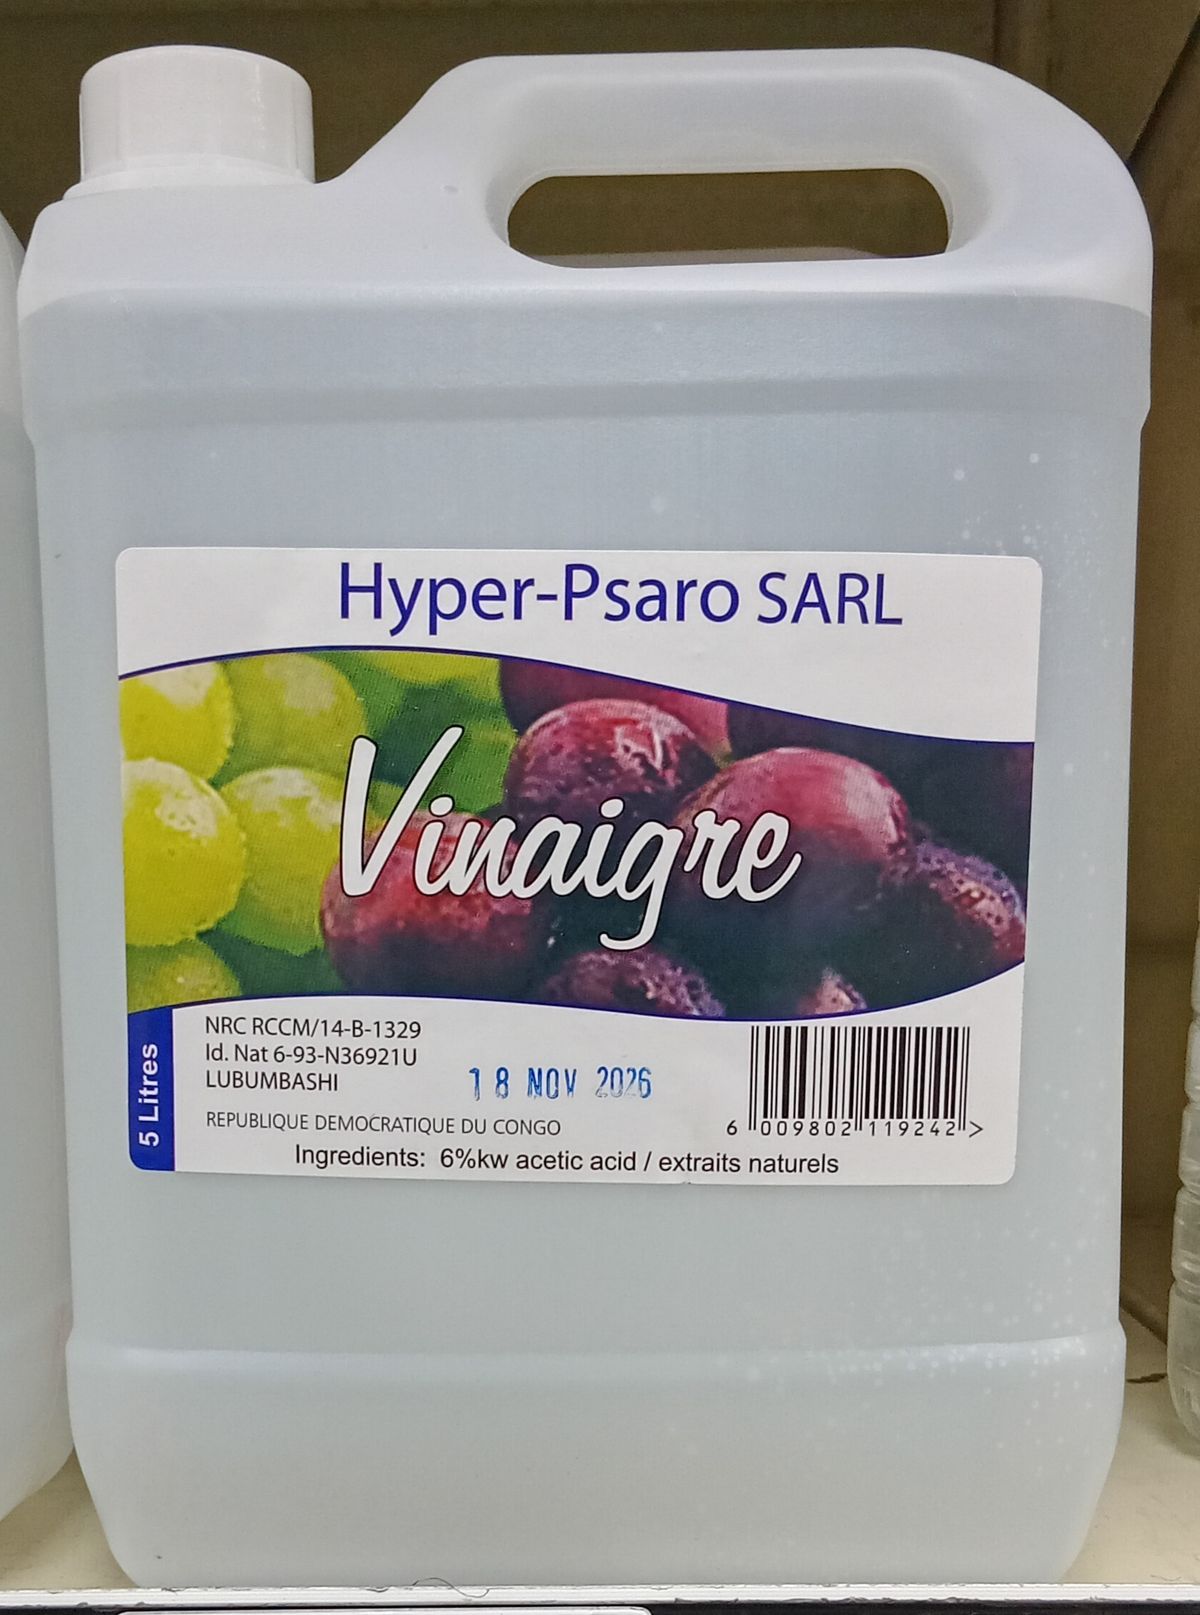 Hyper-Psaro SARL
Vinaigre
5 Litres
NRC RCCM/14-B-1329
Id. Nat 6-93-N36921U
LUBUMBASHI
18 NOV 2026
REPUBLIQUE DEMOCRATIQUE DU CONGO
6 009802 119242 >
Ingredients: 6%kw acetic acid / extraits naturels